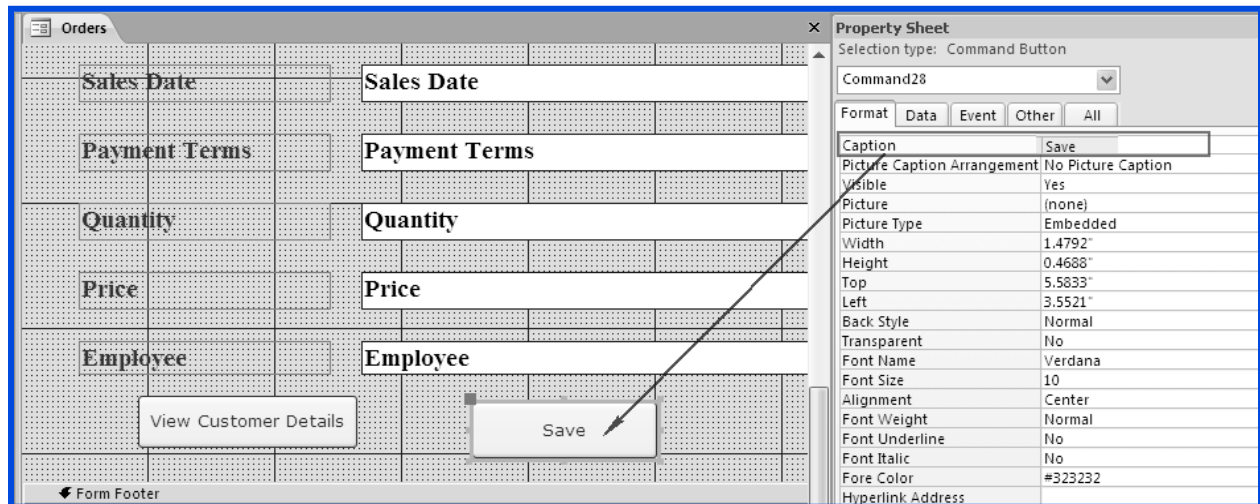 Orders
Sales Date Sales Date
Payment Terms Payment Terms
Quantity Quantity
Price Price
Employee Employee
View Customer Details Save
Form Footer
Property Sheet
Selection type: Command Button
Command28
Format Data Event Other All
Caption Save
Picture Caption Arrangement No Picture Caption
Visible Yes
Picture (none)
Picture Type Embedded
Width 1.4792"
Height 0.4688"
Top 5.5833"
Left 3.5521"
Back Style Normal
Transparent No
Font Name Verdana
Font Size 10
Alignment Center
Font Weight Normal
Font Underline No
Font Italic No
Fore Color #323232
Hyperlink Address